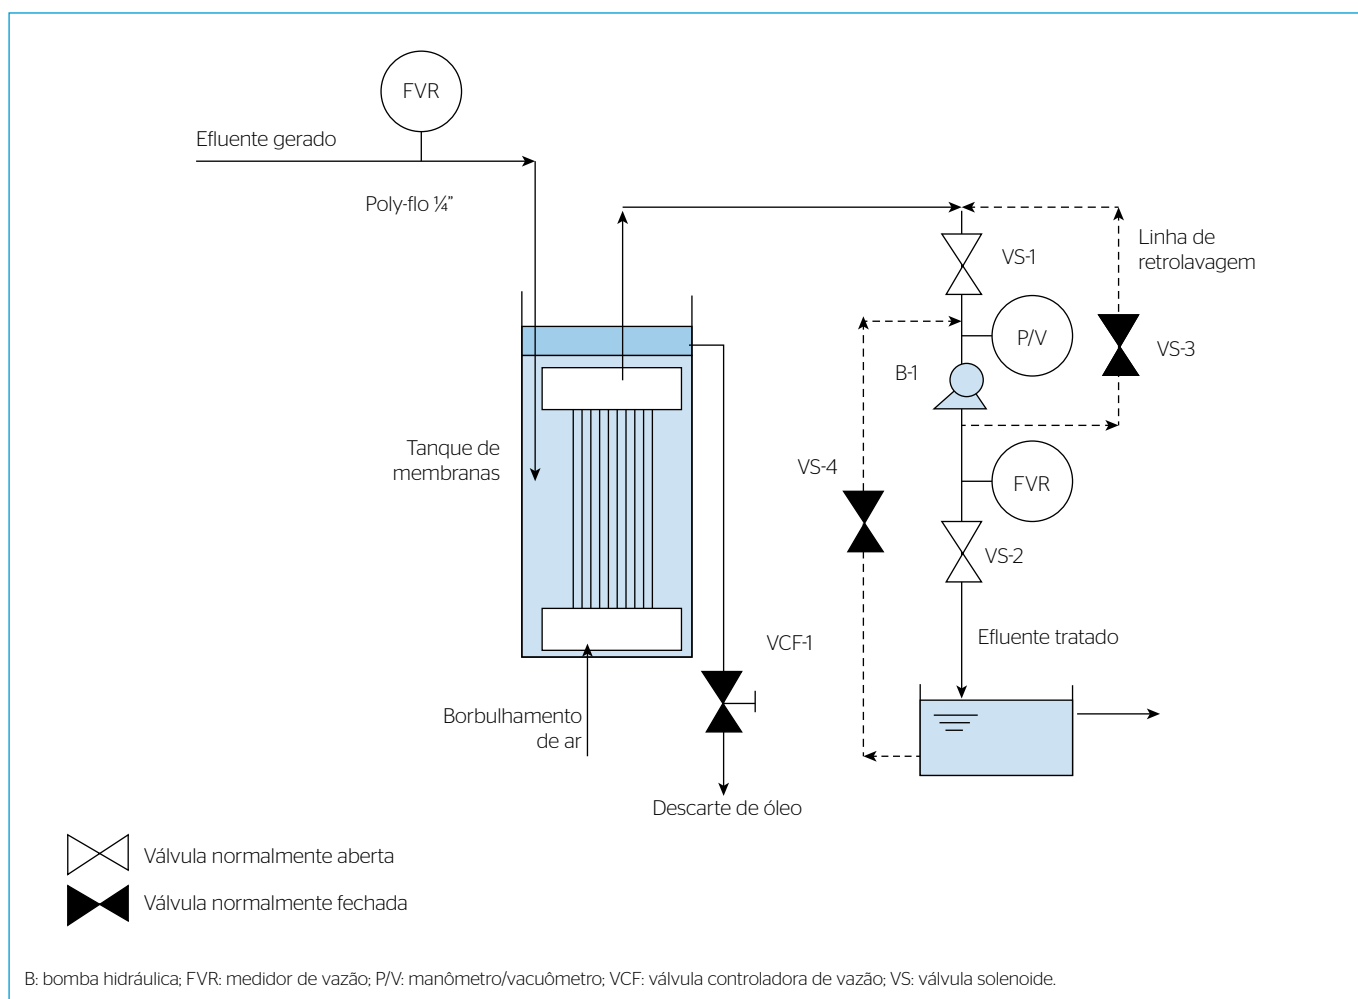 FVR
Efluente gerado
Poly-flo ¼”
VS-1
Linha de
retrolavagem
P/V
VS-3
B-1
Tanque de
membranas
VS-4
FVR
VS-2
Efluente tratado
VCF-1
Borbulhamento
de ar
Descarte de óleo
Válvula normalmente aberta
Válvula normalmente fechada
B: bomba hidráulica; FVR: medidor de vazão; P/V: manômetro/vacuômetro; VCF: válvula controladora de vazão; VS: válvula solenoide.